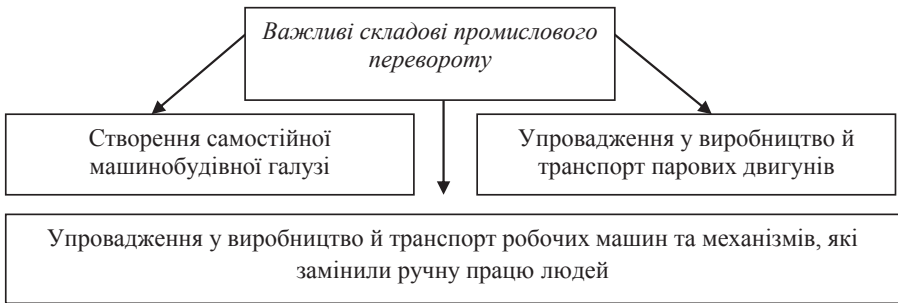 Важливі складові промислового
перевороту
Створення самостійної
машинобудівної галузі
Упровадження у виробництво й
транспорт парових двигунів
Упровадження у виробництво й транспорт робочих машин та механізмів, які
замінили ручну працю людей